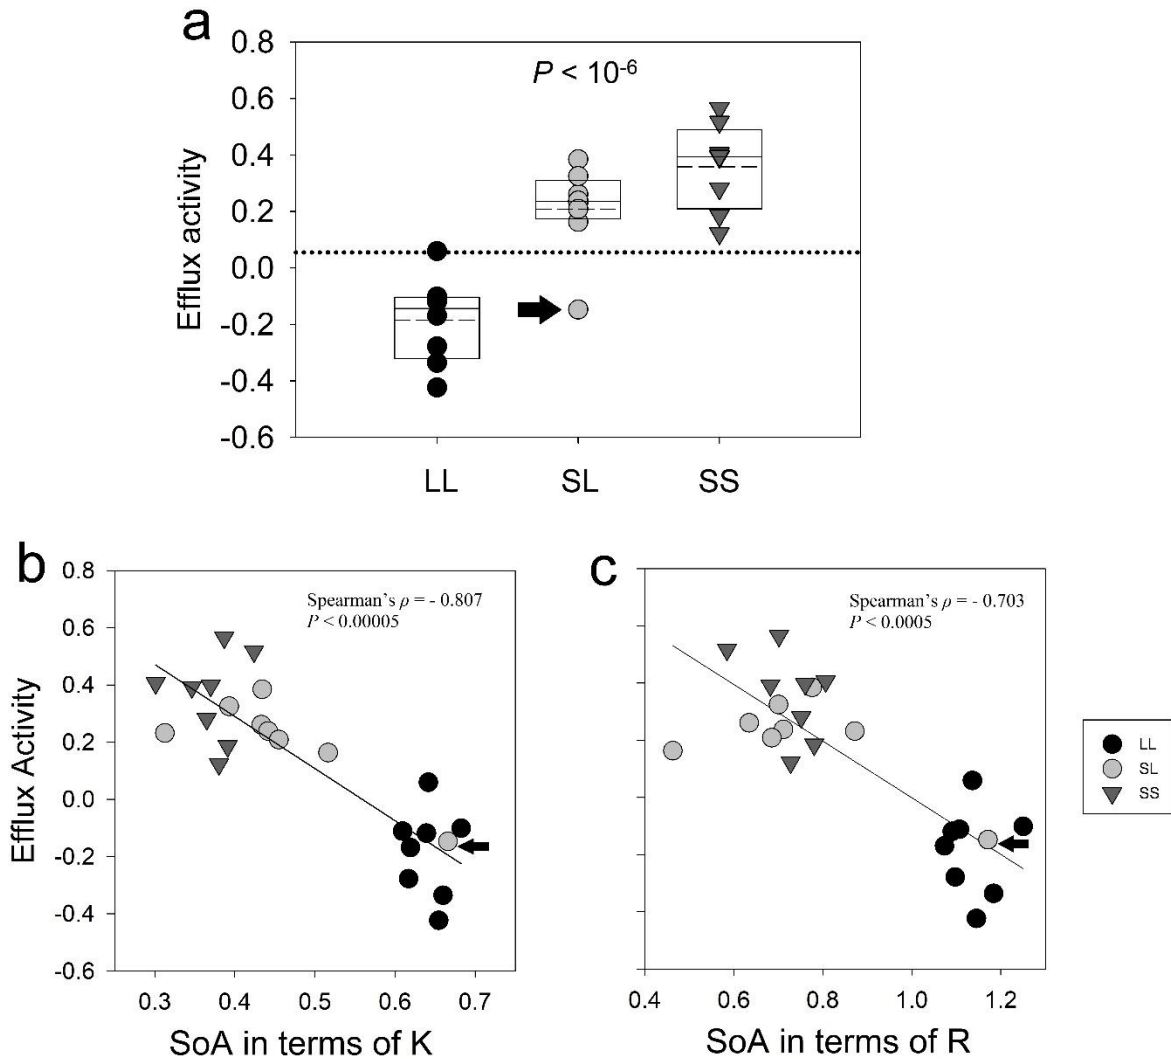 a
P < 10-6
Efflux activity
0.8
0.6
0.4
0.2
0.0
-0.2
-0.4
-0.6
LL
SL
SS
b
Spearman's ρ = - 0.807
P < 0.00005
Efflux Activity
0.8
0.6
0.4
0.2
0.0
-0.2
-0.4
-0.6
0.3 0.4 0.5 0.6 0.7
SoA in terms of K
c
Spearman's ρ = - 0.703
P < 0.0005
0.4 0.6 0.8 1.0 1.2
SoA in terms of R
LL
SL
SS